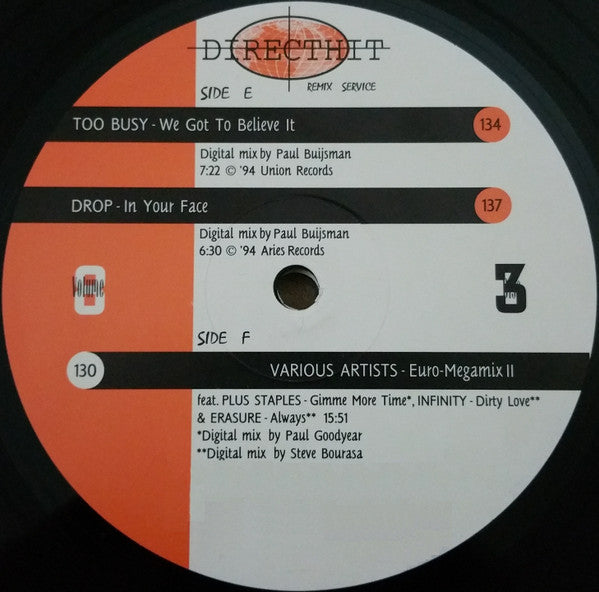 DIRECTHIT
REMIX SERVICE
SIDE E
TOO BUSY - We Got To Believe It 134
Digital mix by Paul Buijsman
7:22 © '94 Union Records
DROP - In Your Face 137
Digital mix by Paul Buijsman
6:30 © '94 Aries Records
Volume
3
SIDE F
130 VARIOUS ARTISTS - Euro-Megamix II
feat. PLUS STAPLES - Gimme More Time*, INFINITY - Dirty Love**
& ERASURE - Always** 15:51
*Digital mix by Paul Goodyear
**Digital mix by Steve Bourasa